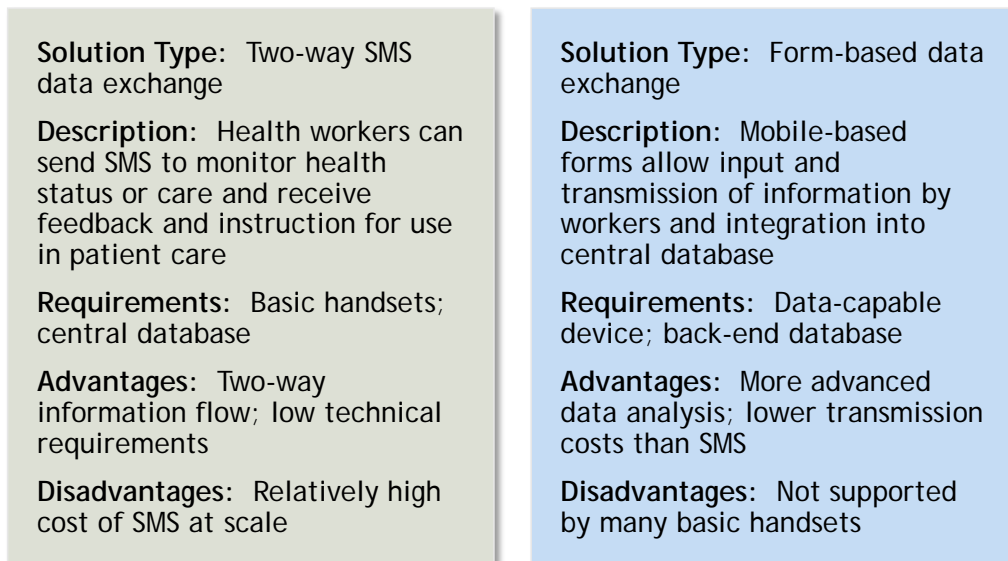 Solution Type: Two-way SMS
data exchange
Description: Health workers can
send SMS to monitor health
status or care and receive
feedback and instruction for use
in patient care
Requirements: Basic handsets;
central database
Advantages: Two-way
information flow; low technical
requirements
Disadvantages: Relatively high
cost of SMS at scale
Solution Type: Form-based data
exchange
Description: Mobile-based
forms allow input and
transmission of information by
workers and integration into
central database
Requirements: Data-capable
device; back-end database
Advantages: More advanced
data analysis; lower transmission
costs than SMS
Disadvantages: Not supported
by many basic handsets